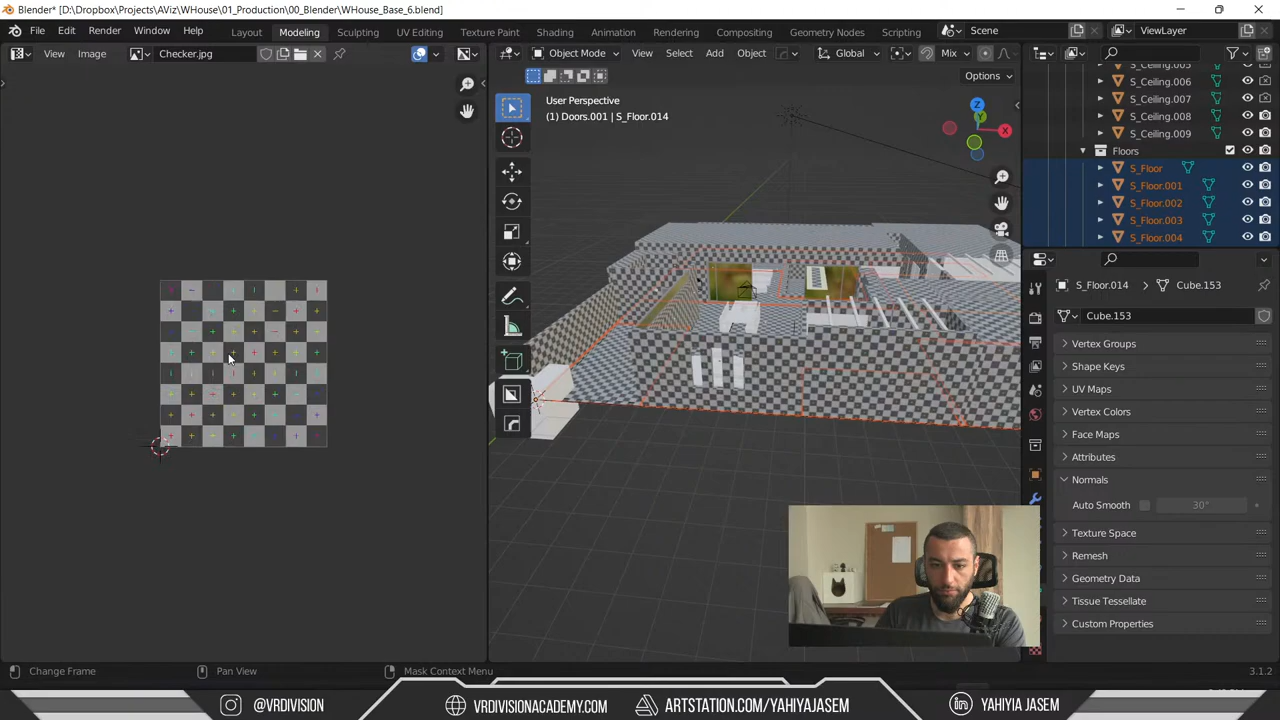 Blender* [D:\Dropbox\Projects\AViz\WHouse\01_Production\00_Blender\WHouse_Base_6.blend]
File Edit Render Window Help Layout Modeling Sculpting UV Editing Texture Paint Shading Animation Rendering Compositing Geometry Nodes Scripting Scene ViewLayer
View Image Checker.jpg Object Mode View Select Add Object Global Mix
Options
User Perspective
(1) Doors.001 | S_Floor.014
Z
Y
X
S_Ceiling.005
S_Ceiling.006
S_Ceiling.007
S_Ceiling.008
S_Ceiling.009
Floors
S_Floor
S_Floor.001
S_Floor.002
S_Floor.003
S_Floor.004
S_Floor.014 Cube.153
Cube.153
Vertex Groups
Shape Keys
UV Maps
Vertex Colors
Face Maps
Attributes
Normals
Auto Smooth 30°
Texture Space
Remesh
Geometry Data
Tissue Tessellate
Custom Properties
Change Frame Pan View Mask Context Menu 3.1.2
@VRDIVISION VRDIVISIONACADEMY.COM ARTSTATION.COM/YAHIYAJASEM YAHIYIA JASEM